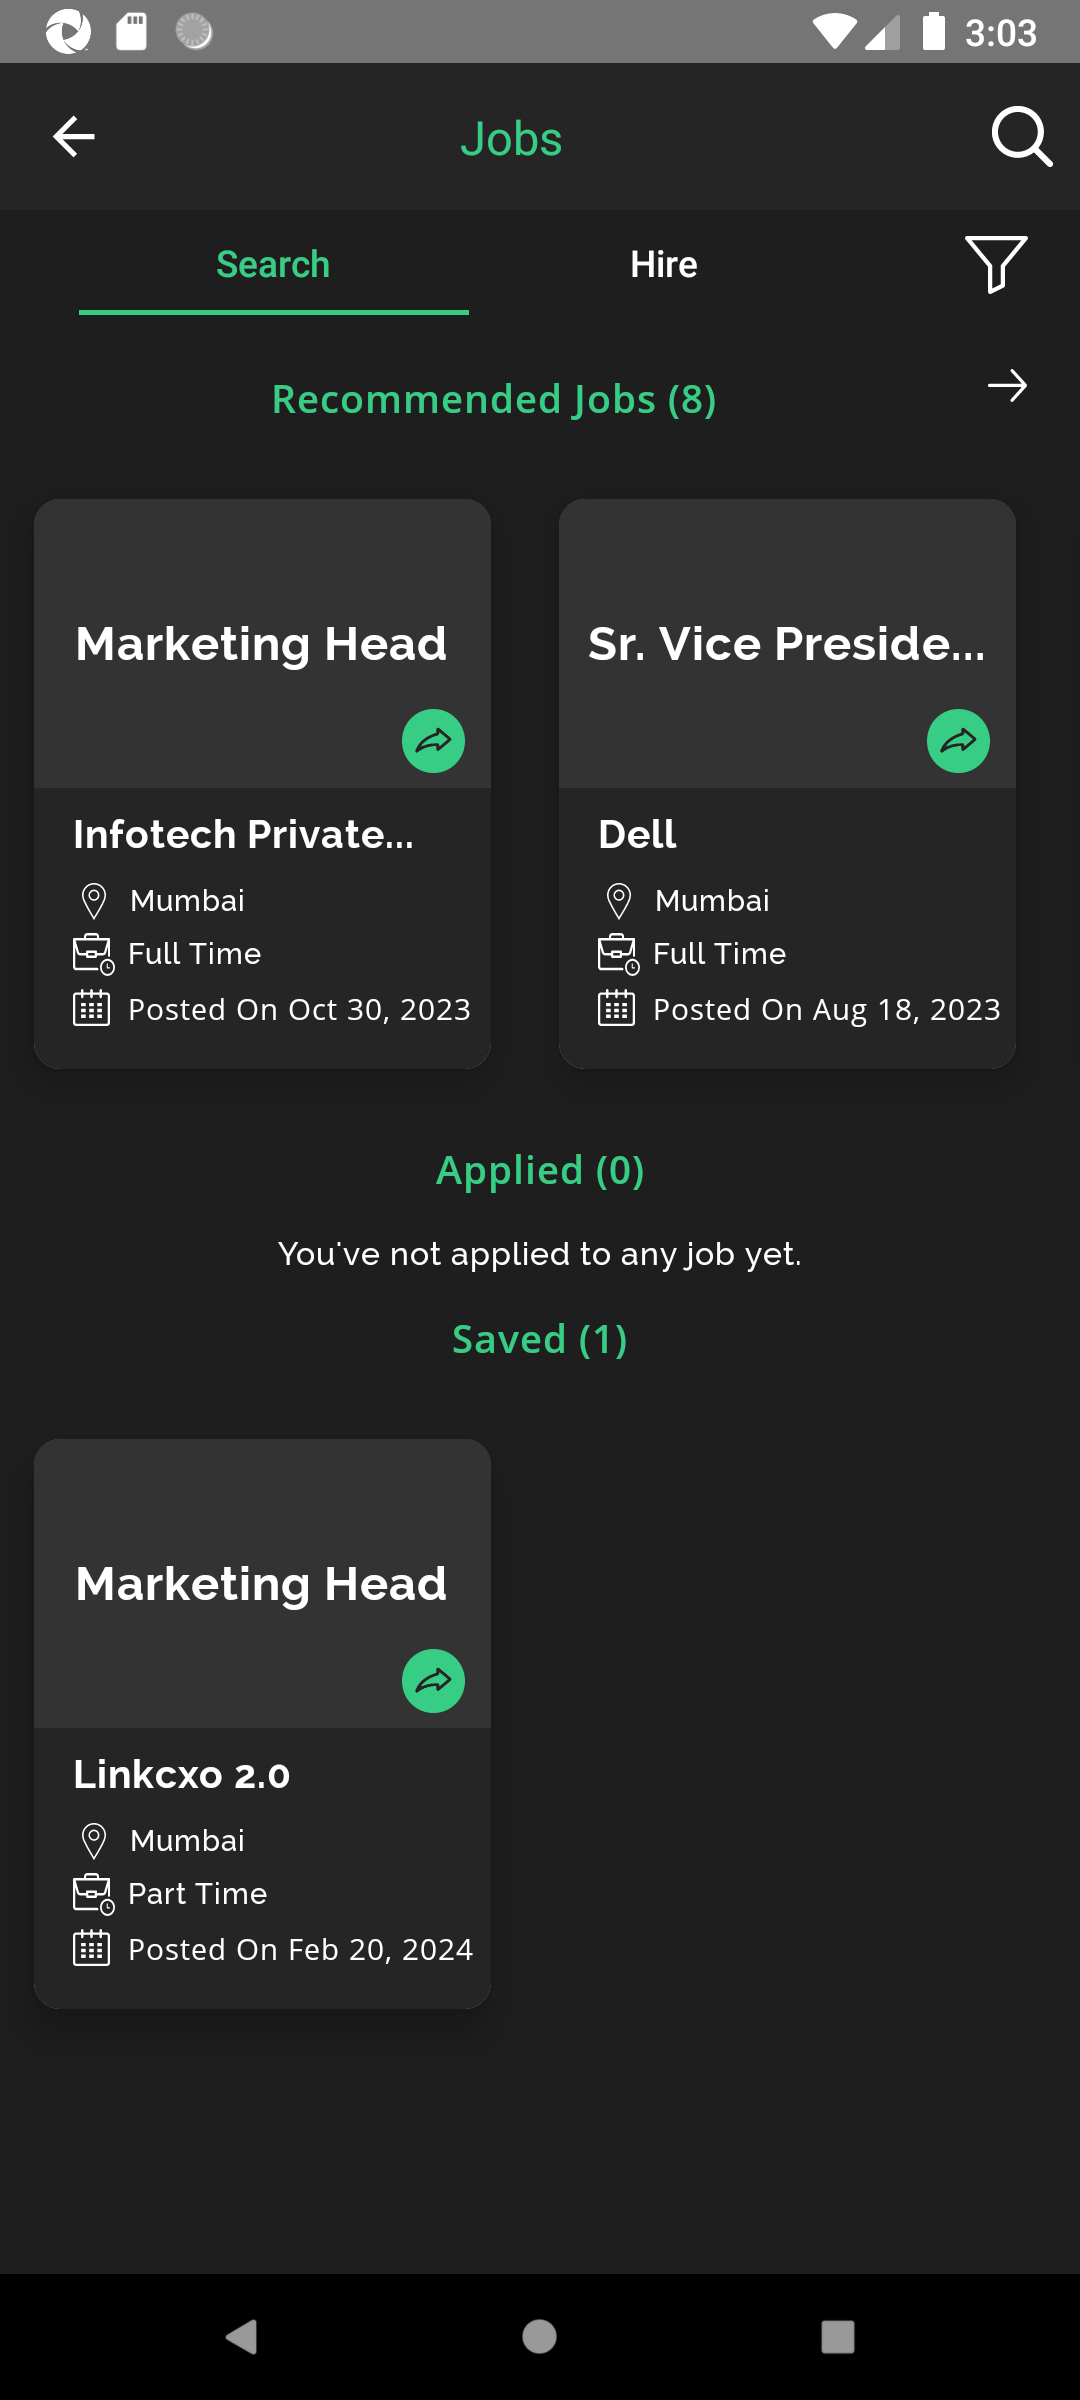 3:03
Jobs
Search
Hire
Recommended Jobs (8)
Marketing Head
Sr. Vice Preside...
Infotech Private...
Dell
Mumbai
Mumbai
Full Time
Full Time
Posted On Oct 30, 2023
Posted On Aug 18, 2023
Applied (0)
You've not applied to any job yet.
Saved (1)
Marketing Head
Linkcxo 2.0
Mumbai
Part Time
Posted On Feb 20, 2024